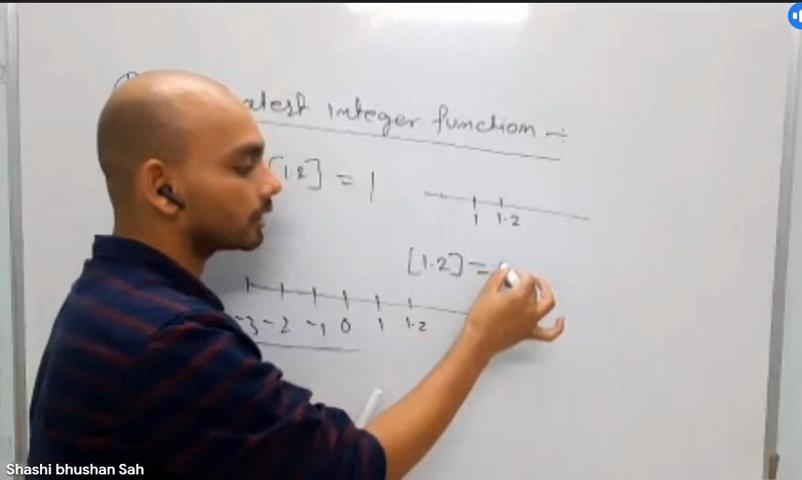 integer function :-
[1.2] = 1
1 1.2
[1.2] =
-3 -2 -1 0 1 1.2
Shashi bhushan Sah